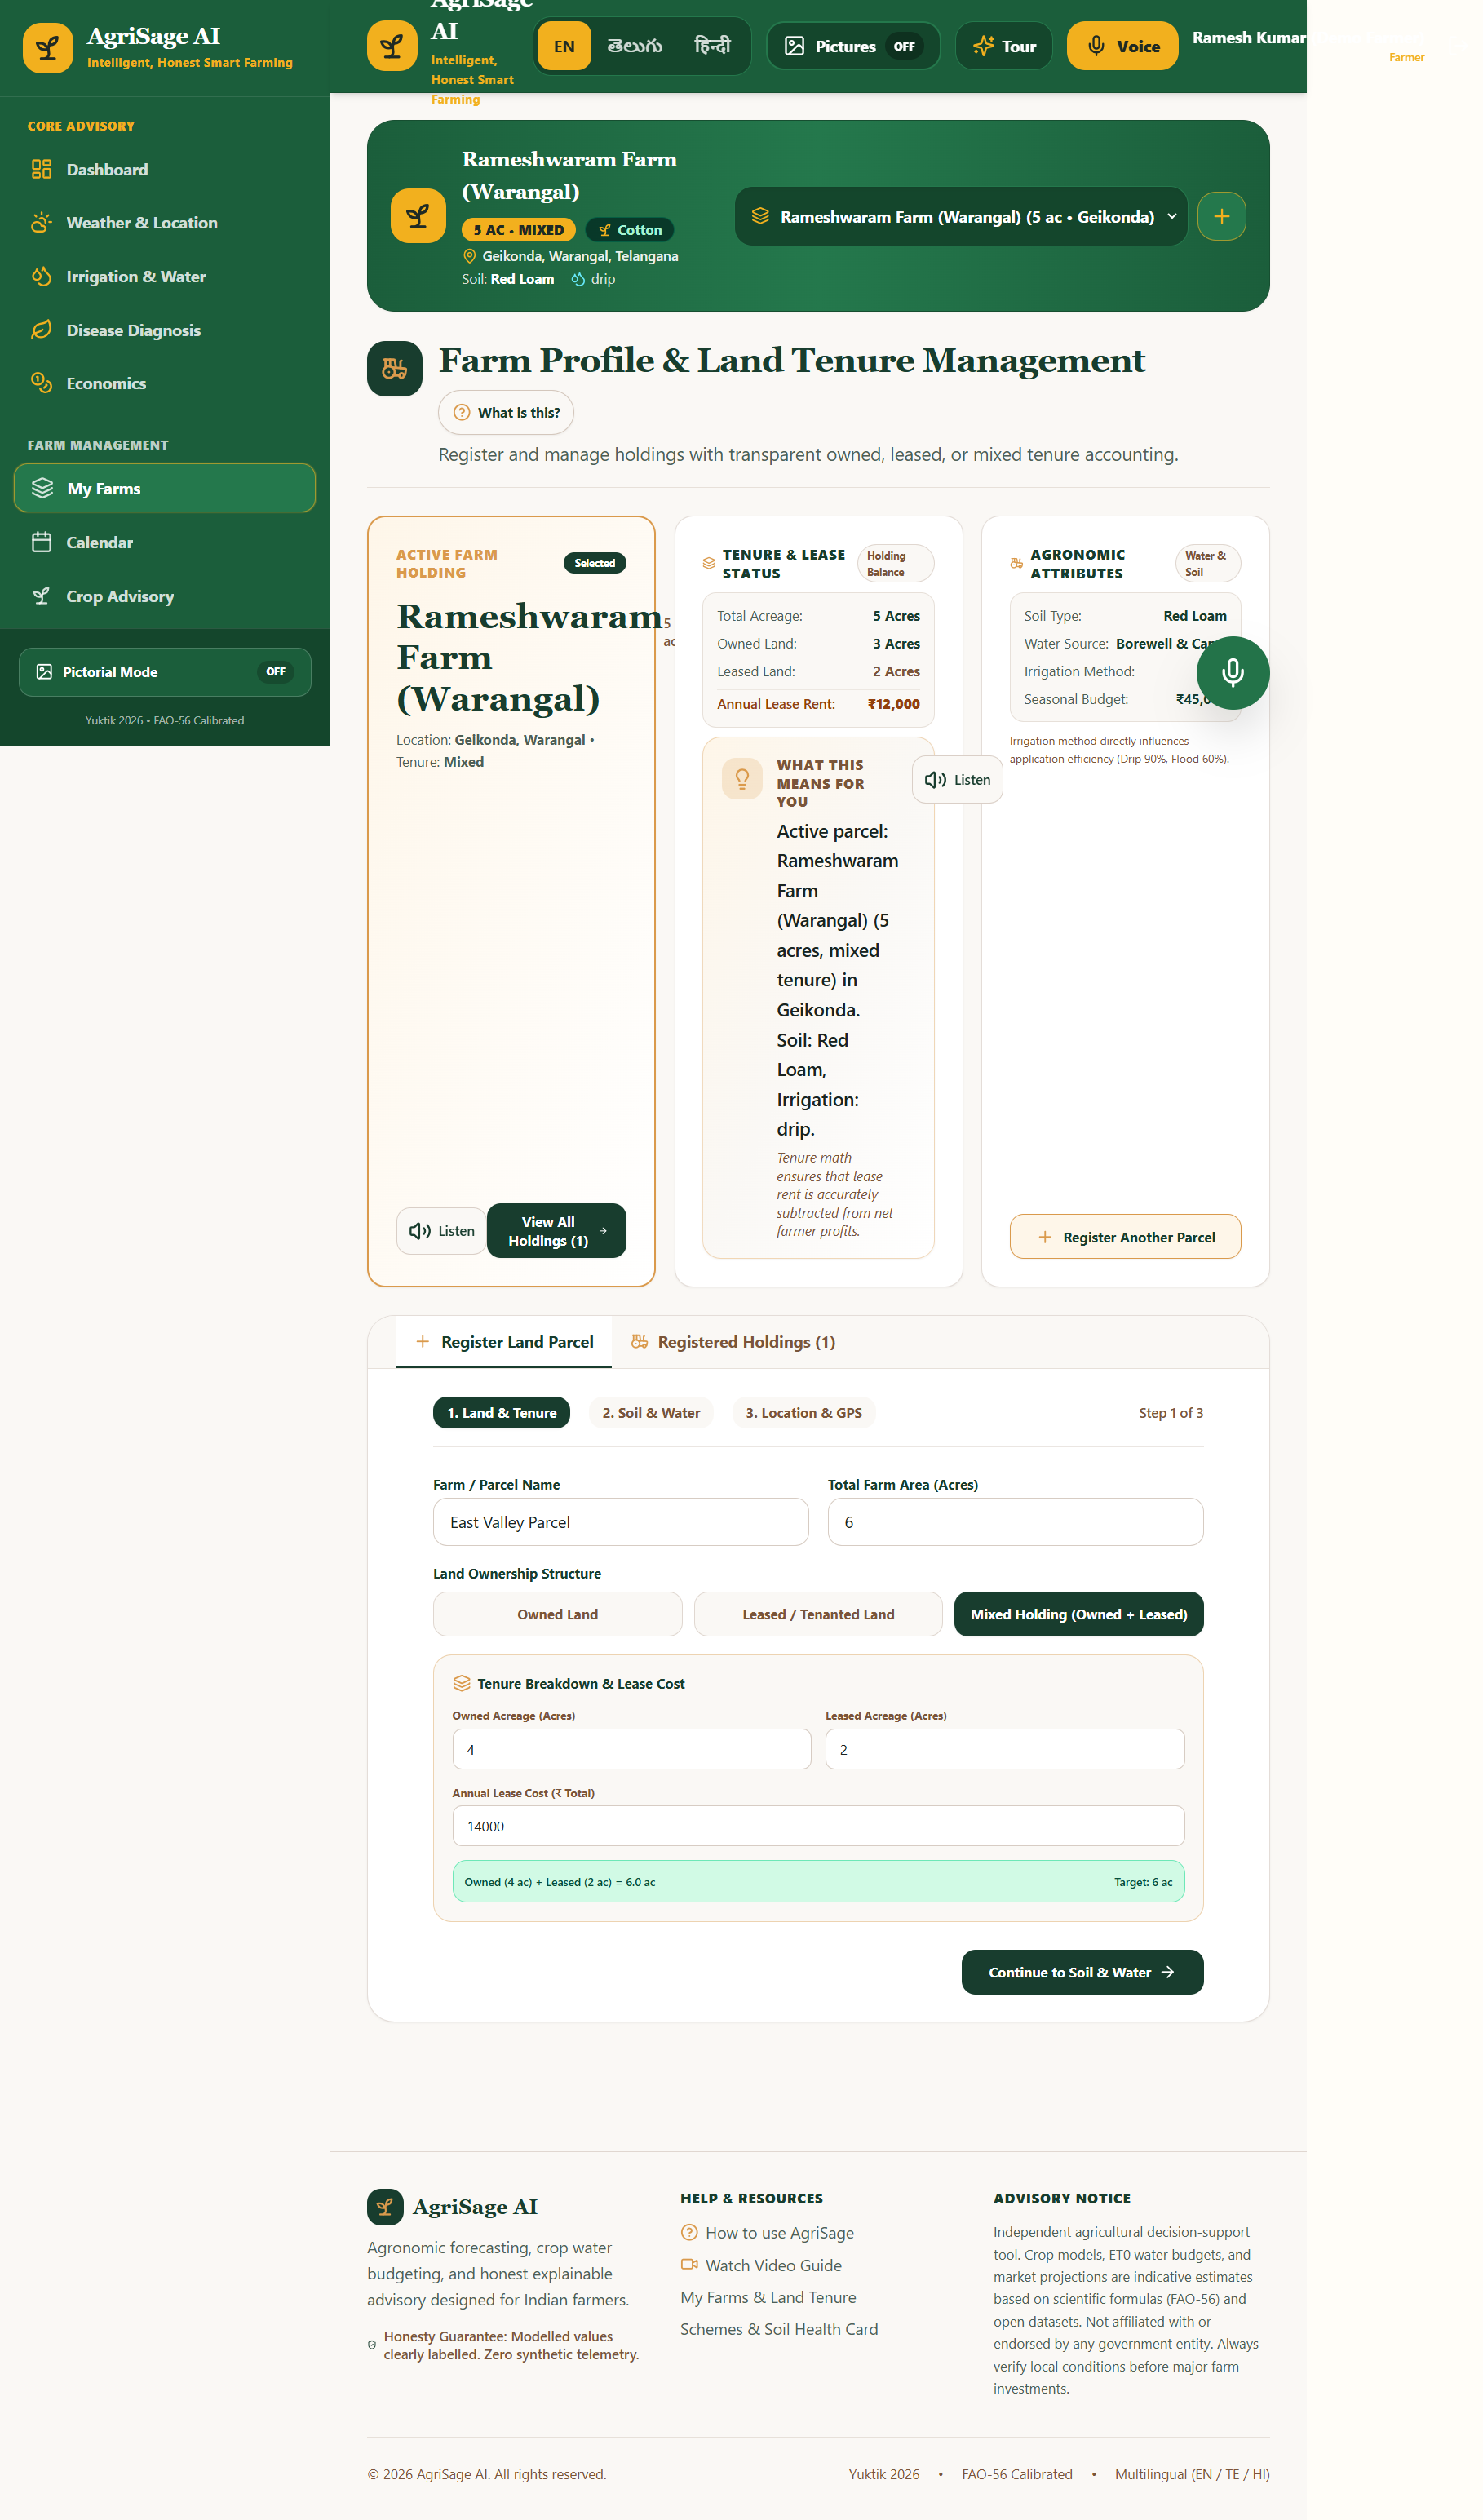 AgriSage AI
Intelligent, Honest Smart Farming
CORE ADVISORY
Dashboard
Weather & Location
Irrigation & Water
Disease Diagnosis
Economics
FARM MANAGEMENT
My Farms
Calendar
Crop Advisory
Pictorial Mode
OFF
Yuktik 2026 • FAO-56 Calibrated
AgriSage
AI
Intelligent,
Honest Smart
Farming
EN
తెలుగు
हिन्दी
Pictures
OFF
Tour
Voice
Ramesh Kumar
Farmer
Rameshwaram Farm
(Warangal)
5 AC • MIXED
Cotton
Geikonda, Warangal, Telangana
Soil: Red Loam
drip
Rameshwaram Farm (Warangal) (5 ac • Geikonda)
Farm Profile & Land Tenure Management
What is this?
Register and manage holdings with transparent owned, leased, or mixed tenure accounting.
ACTIVE FARM
HOLDING
Selected
Rameshwaram
Farm
(Warangal)
5
ac
Location: Geikonda, Warangal •
Tenure: Mixed
Listen
View All
Holdings (1)
TENURE & LEASE
STATUS
Holding
Balance
Total Acreage: 5 Acres
Owned Land: 3 Acres
Leased Land: 2 Acres
Annual Lease Rent: ₹12,000
WHAT THIS
MEANS FOR
YOU
Listen
Active parcel:
Rameshwaram
Farm
(Warangal) (5
acres, mixed
tenure) in
Geikonda.
Soil: Red
Loam,
Irrigation:
drip.
Tenure math
ensures that lease
rent is accurately
subtracted from net
farmer profits.
AGRONOMIC
ATTRIBUTES
Water &
Soil
Soil Type: Red Loam
Water Source: Borewell &
Irrigation Method:
Seasonal Budget:
Irrigation method directly influences
application efficiency (Drip 90%, Flood 60%).
Register Another Parcel
Register Land Parcel
Registered Holdings (1)
1. Land & Tenure
2. Soil & Water
3. Location & GPS
Step 1 of 3
Farm / Parcel Name
East Valley Parcel
Total Farm Area (Acres)
6
Land Ownership Structure
Owned Land
Leased / Tenanted Land
Mixed Holding (Owned + Leased)
Tenure Breakdown & Lease Cost
Owned Acreage (Acres)
4
Leased Acreage (Acres)
2
Annual Lease Cost (₹ Total)
14000
Owned (4 ac) + Leased (2 ac) = 6.0 ac
Target: 6 ac
Continue to Soil & Water
AgriSage AI
Agronomic forecasting, crop water
budgeting, and honest explainable
advisory designed for Indian farmers.
Honesty Guarantee: Modelled values
clearly labelled. Zero synthetic telemetry.
HELP & RESOURCES
How to use AgriSage
Watch Video Guide
My Farms & Land Tenure
Schemes & Soil Health Card
ADVISORY NOTICE
Independent agricultural decision-support
tool. Crop models, ET0 water budgets, and
market projections are indicative estimates
based on scientific formulas (FAO-56) and
open datasets. Not affiliated with or
endorsed by any government entity. Always
verify local conditions before major farm
investments.
© 2026 AgriSage AI. All rights reserved.
Yuktik 2026 • FAO-56 Calibrated • Multilingual (EN / TE / HI)